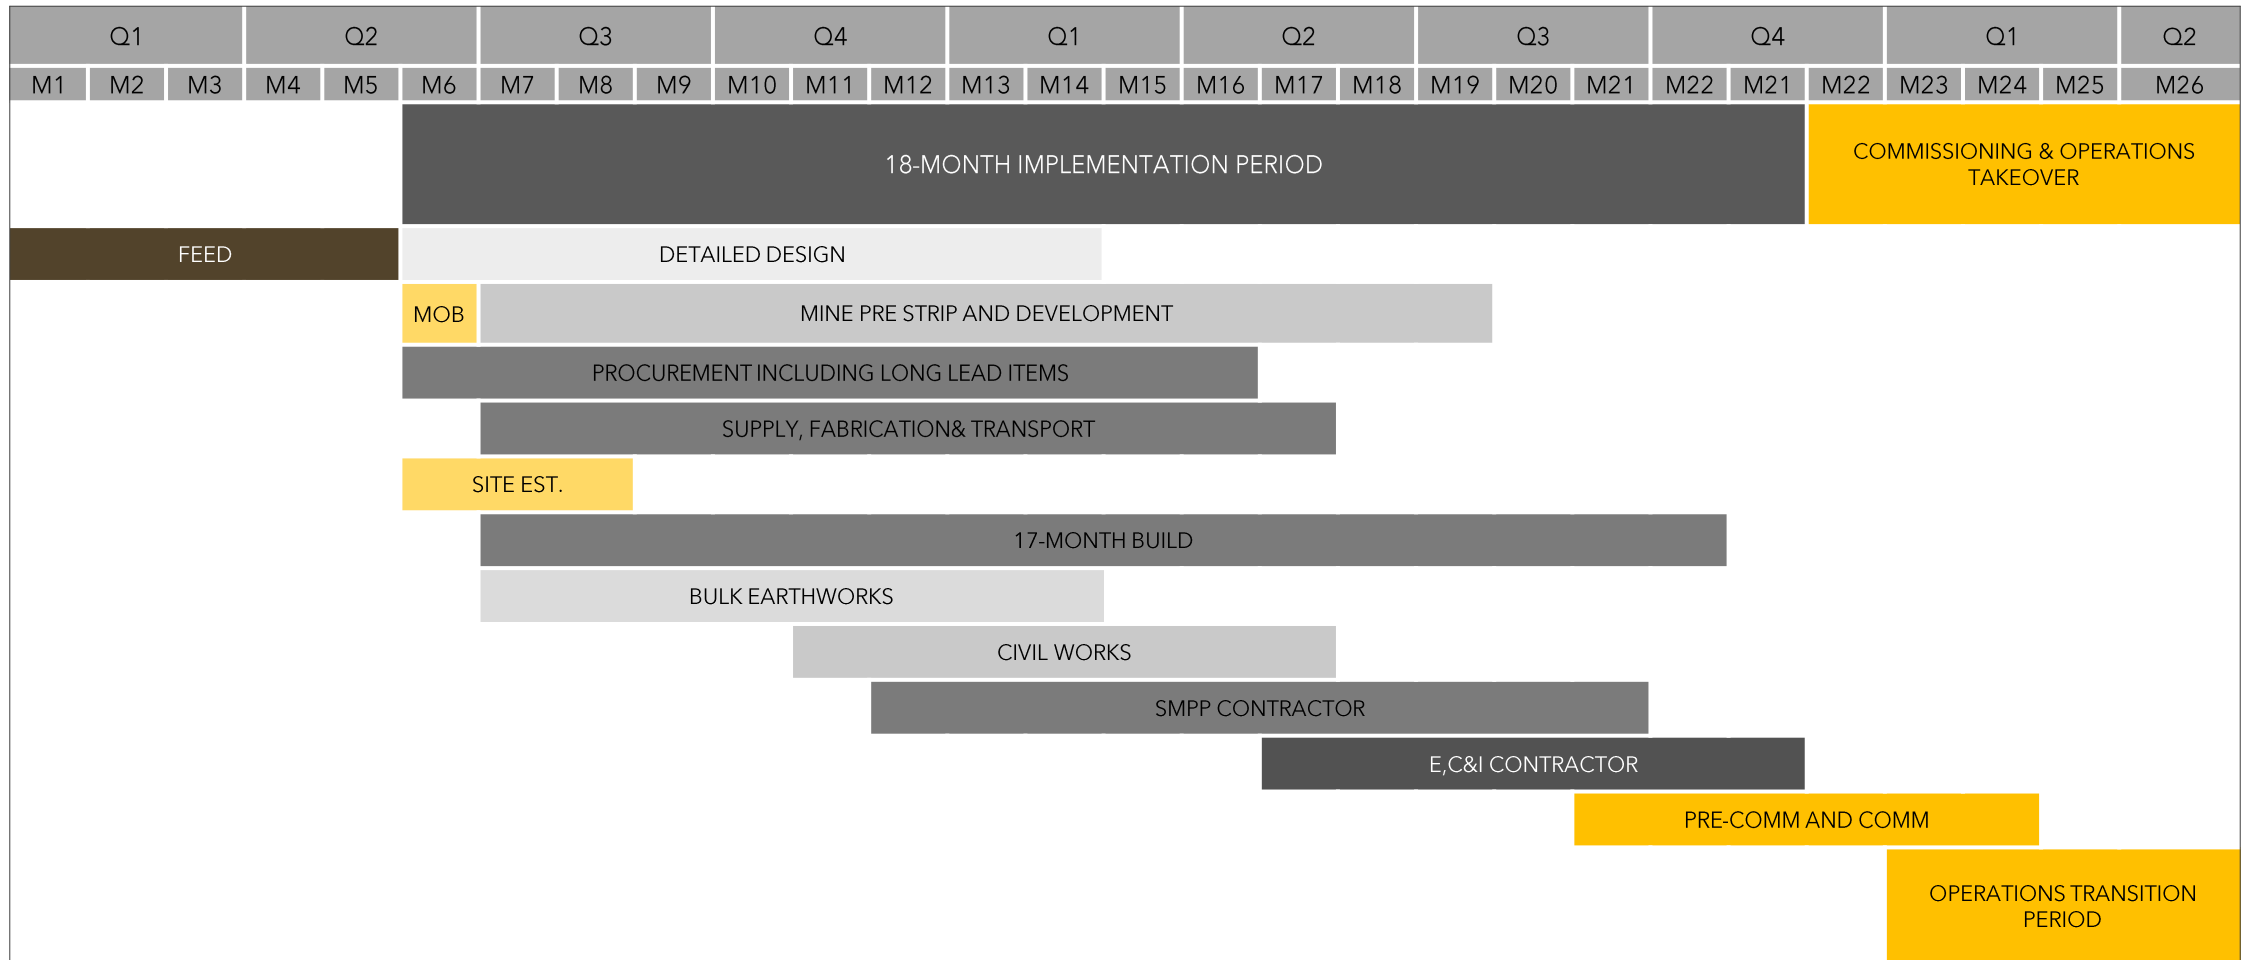 Q1 Q2 Q3 Q4 Q1 Q2 Q3 Q4 Q1 Q2
M1 M2 M3 M4 M5 M6 M7 M8 M9 M10 M11 M12 M13 M14 M15 M16 M17 M18 M19 M20 M21 M22 M21 M22 M23 M24 M25 M26
18-MONTH IMPLEMENTATION PERIOD
COMMISSIONING & OPERATIONS
TAKEOVER
FEED DETAILED DESIGN
MOB MINE PRE STRIP AND DEVELOPMENT
PROCUREMENT INCLUDING LONG LEAD ITEMS
SUPPLY, FABRICATION& TRANSPORT
SITE EST.
17-MONTH BUILD
BULK EARTHWORKS
CIVIL WORKS
SMPP CONTRACTOR
E,C&I CONTRACTOR
PRE-COMM AND COMM
OPERATIONS TRANSITION
PERIOD